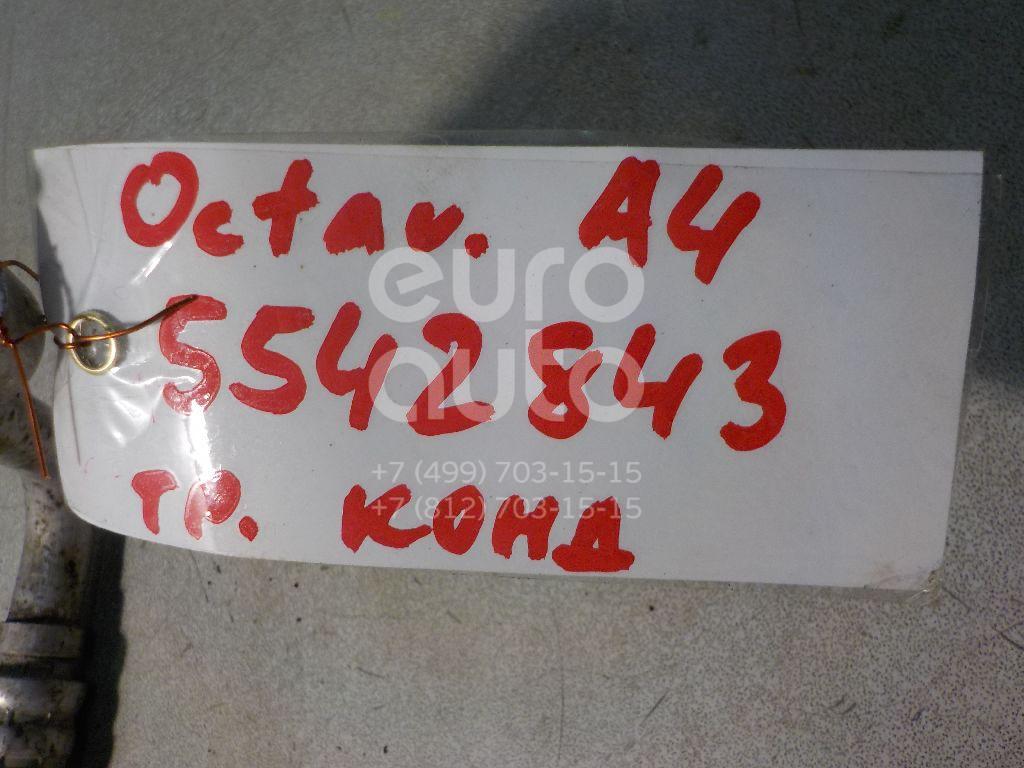 Octav. A4
euro
5542843
auto
+7 (499) 703-15-15
тр. конд
+7 (812) 703-15-15